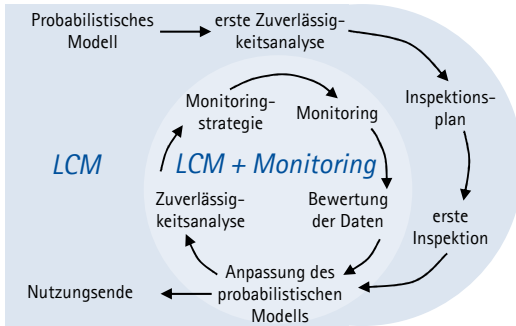 Probabilistisches
Modell
erste Zuverlässig-
keitsanalyse
Monitoring-
strategie
Monitoring
Inspektions-
plan
LCM
LCM + Monitoring
Zuverlässig-
keitsanalyse
Bewertung
der Daten
erste
Inspektion
Anpassung des
probabilistischen
Modells
Nutzungsende